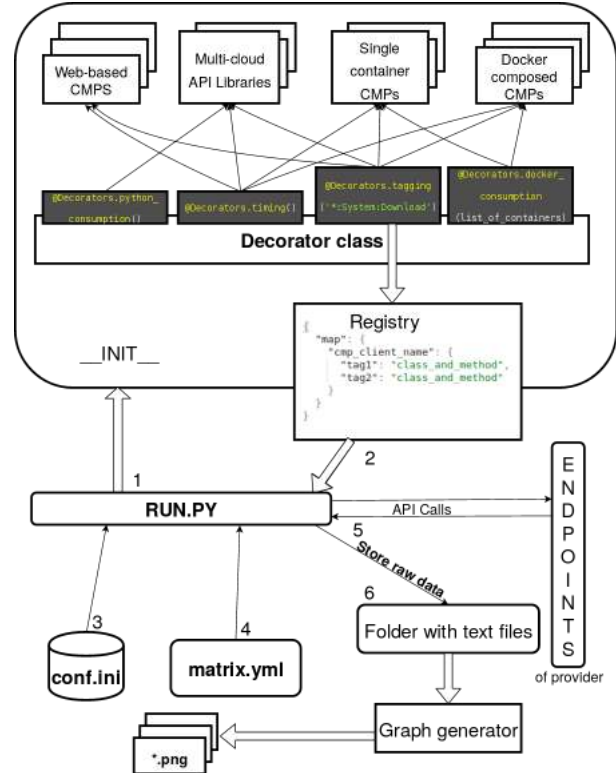 Web-based
CMPS
Multi-cloud
API Libraries
Single
container
CMPs
Docker
composed
CMPs
@Decorators.python_
consumption()
@Decorators.timing()
@Decorators.tagging
['*:System:Download']
@Decorators.docker_
consumption
(list_of_containers)
Decorator class
Registry
{
"map": {
"cmp_client_name": {
"tag1": "class_and_method",
"tag2": "class_and_method"
}
}
}
__INIT__
1
2
RUN.PY
API Calls
ENDPOINTS
of provider
5
Store raw data
3
conf.ini
4
matrix.yml
6
Folder with text files
Graph generator
*.png